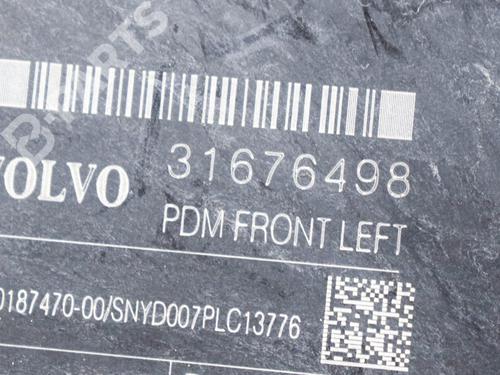 31676498
VOLVO
PDM FRONT LEFT
0187470-00/SNYD007PLC13776